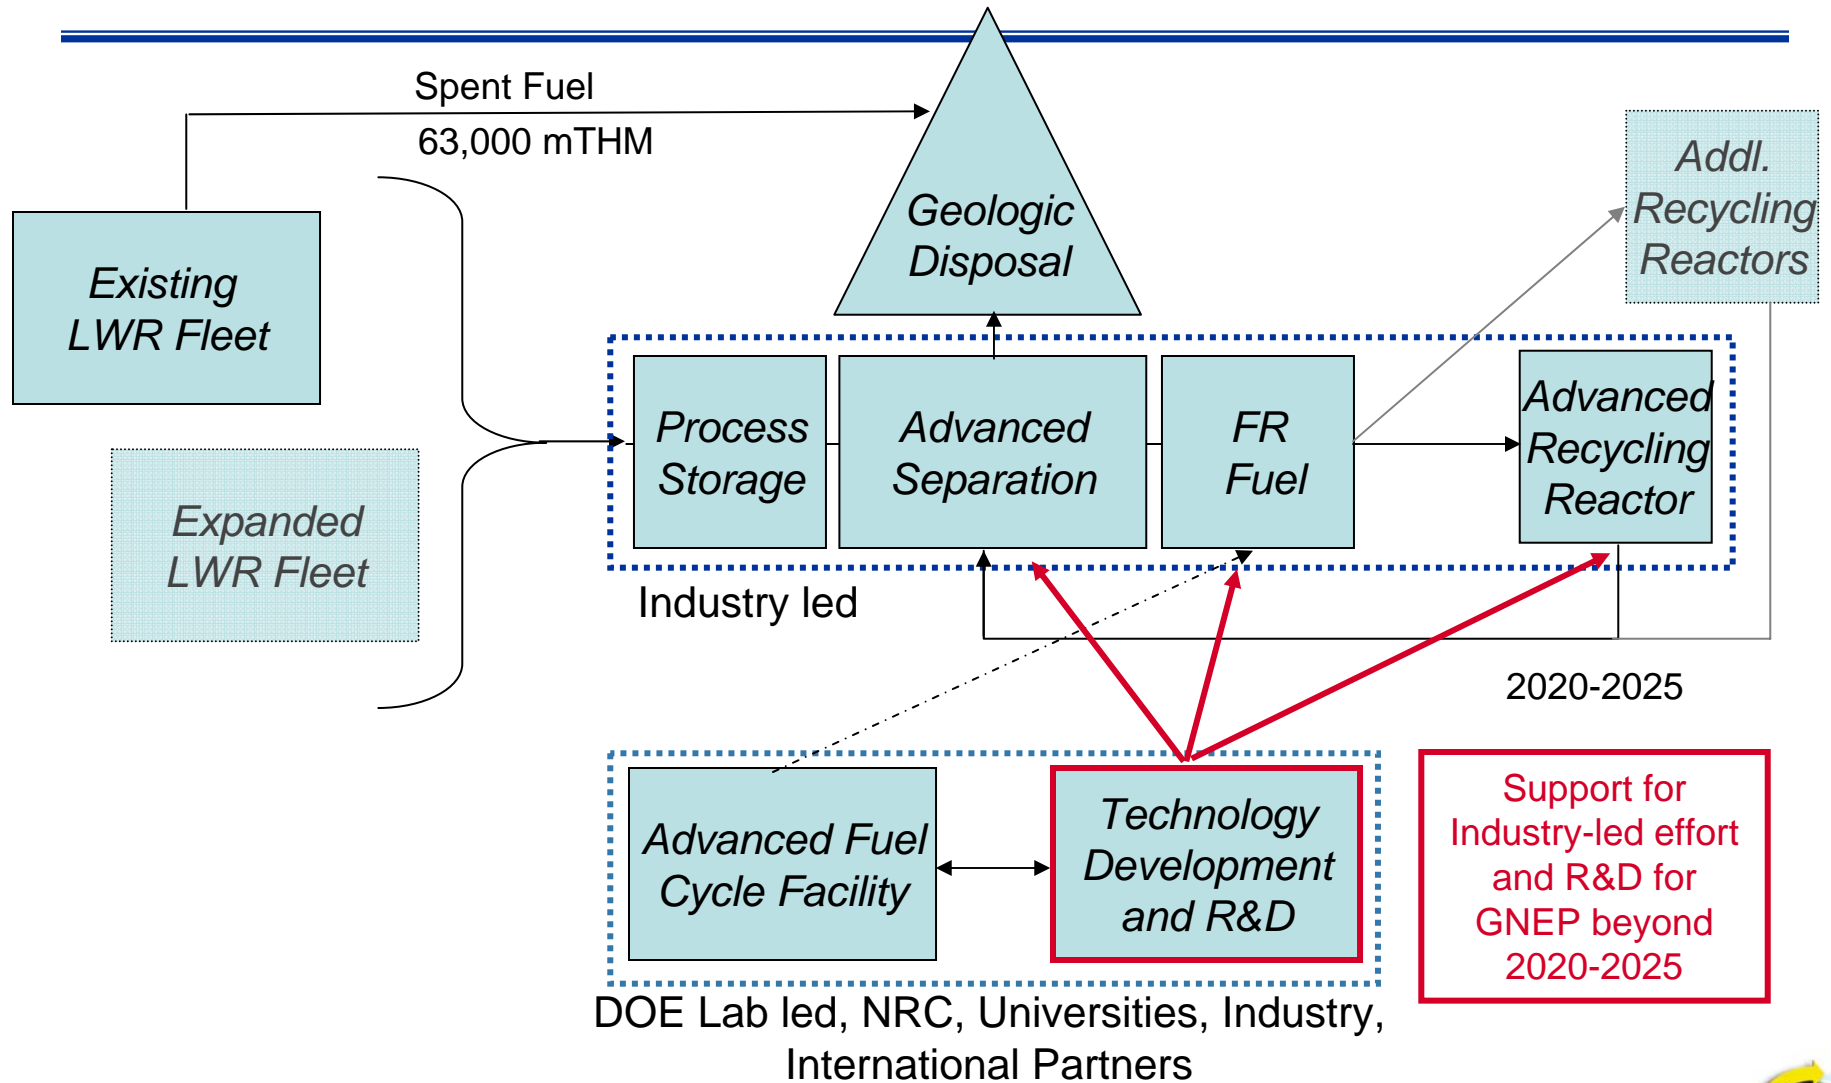 Spent Fuel
63,000 mTHM
Geologic
Disposal
Addl.
Recycling
Reactors
Existing
LWR Fleet
Expanded
LWR Fleet
Process
Storage
Advanced
Separation
FR
Fuel
Advanced
Recycling
Reactor
Industry led
2020-2025
Advanced Fuel
Cycle Facility
Technology
Development
and R&D
Support for
Industry-led effort
and R&D for
GNEP beyond
2020-2025
DOE Lab led, NRC, Universities, Industry,
International Partners